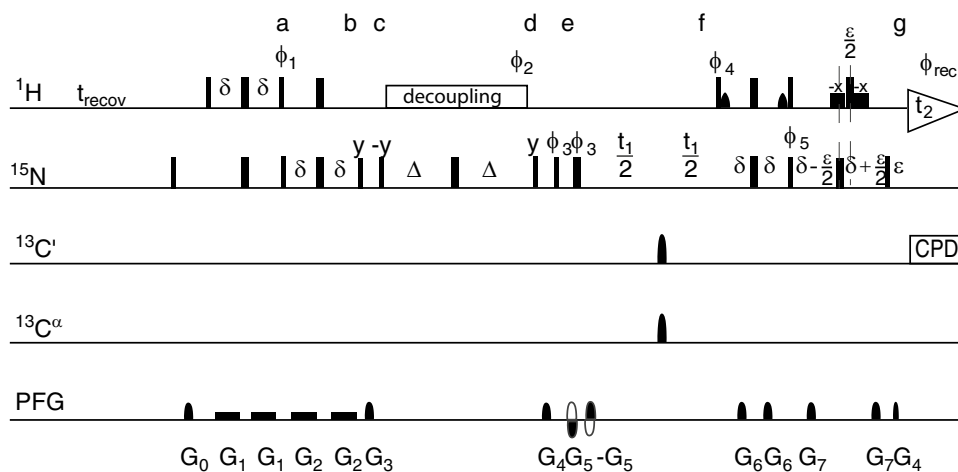 a b c d e f g
ϕ1 ϕ2 ϕ4 ε/2 ϕrec
1H trecov δ δ decoupling -x -x t2
15N y -y Δ Δ y ϕ3 ϕ3 t1/2 t1/2 ϕ5
δ δ δ δ δ-ε/2 δ+ε/2 ε
13C' CPD
13Cα
PFG
G0 G1 G1 G2 G2 G3 G4 G5 -G5 G6 G6 G7 G7 G4